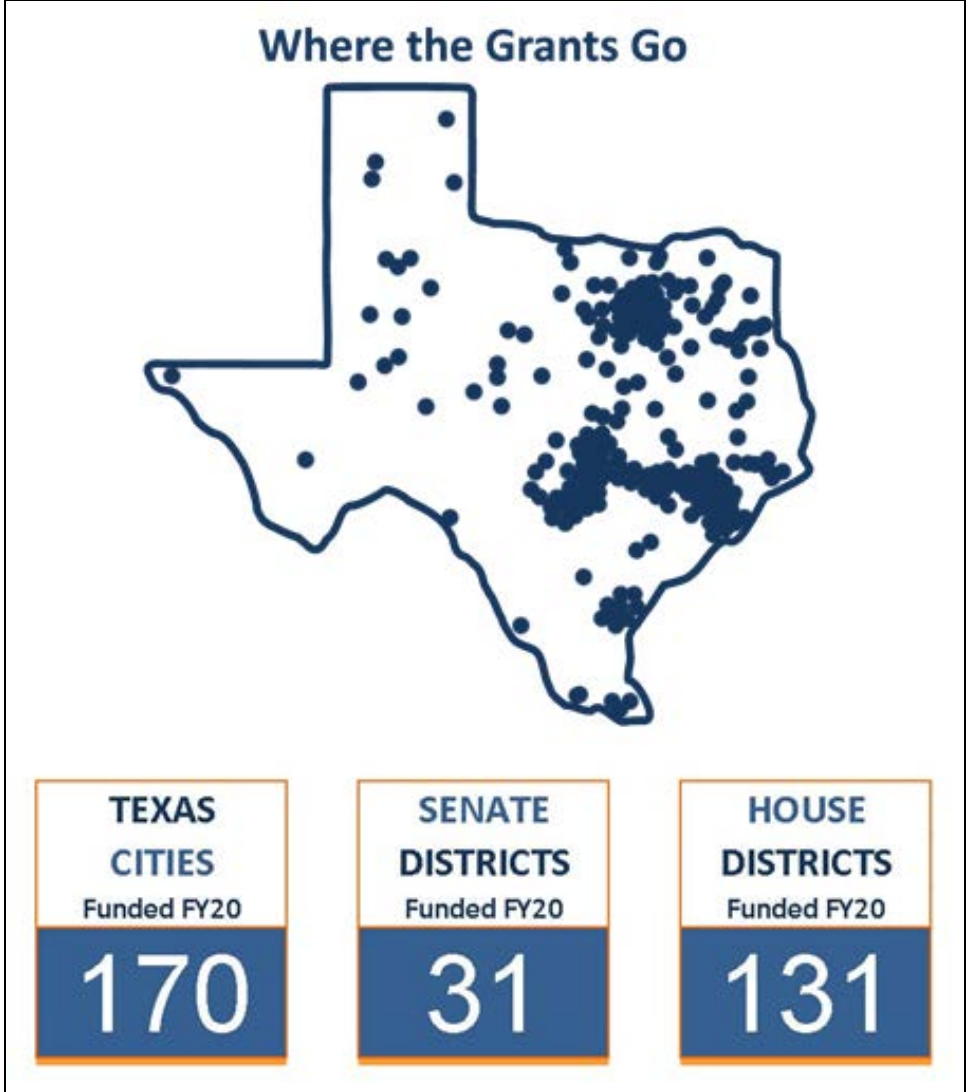 Where the Grants Go
TEXAS
CITIES
Funded FY20
170
SENATE
DISTRICTS
Funded FY20
31
HOUSE
DISTRICTS
Funded FY20
131